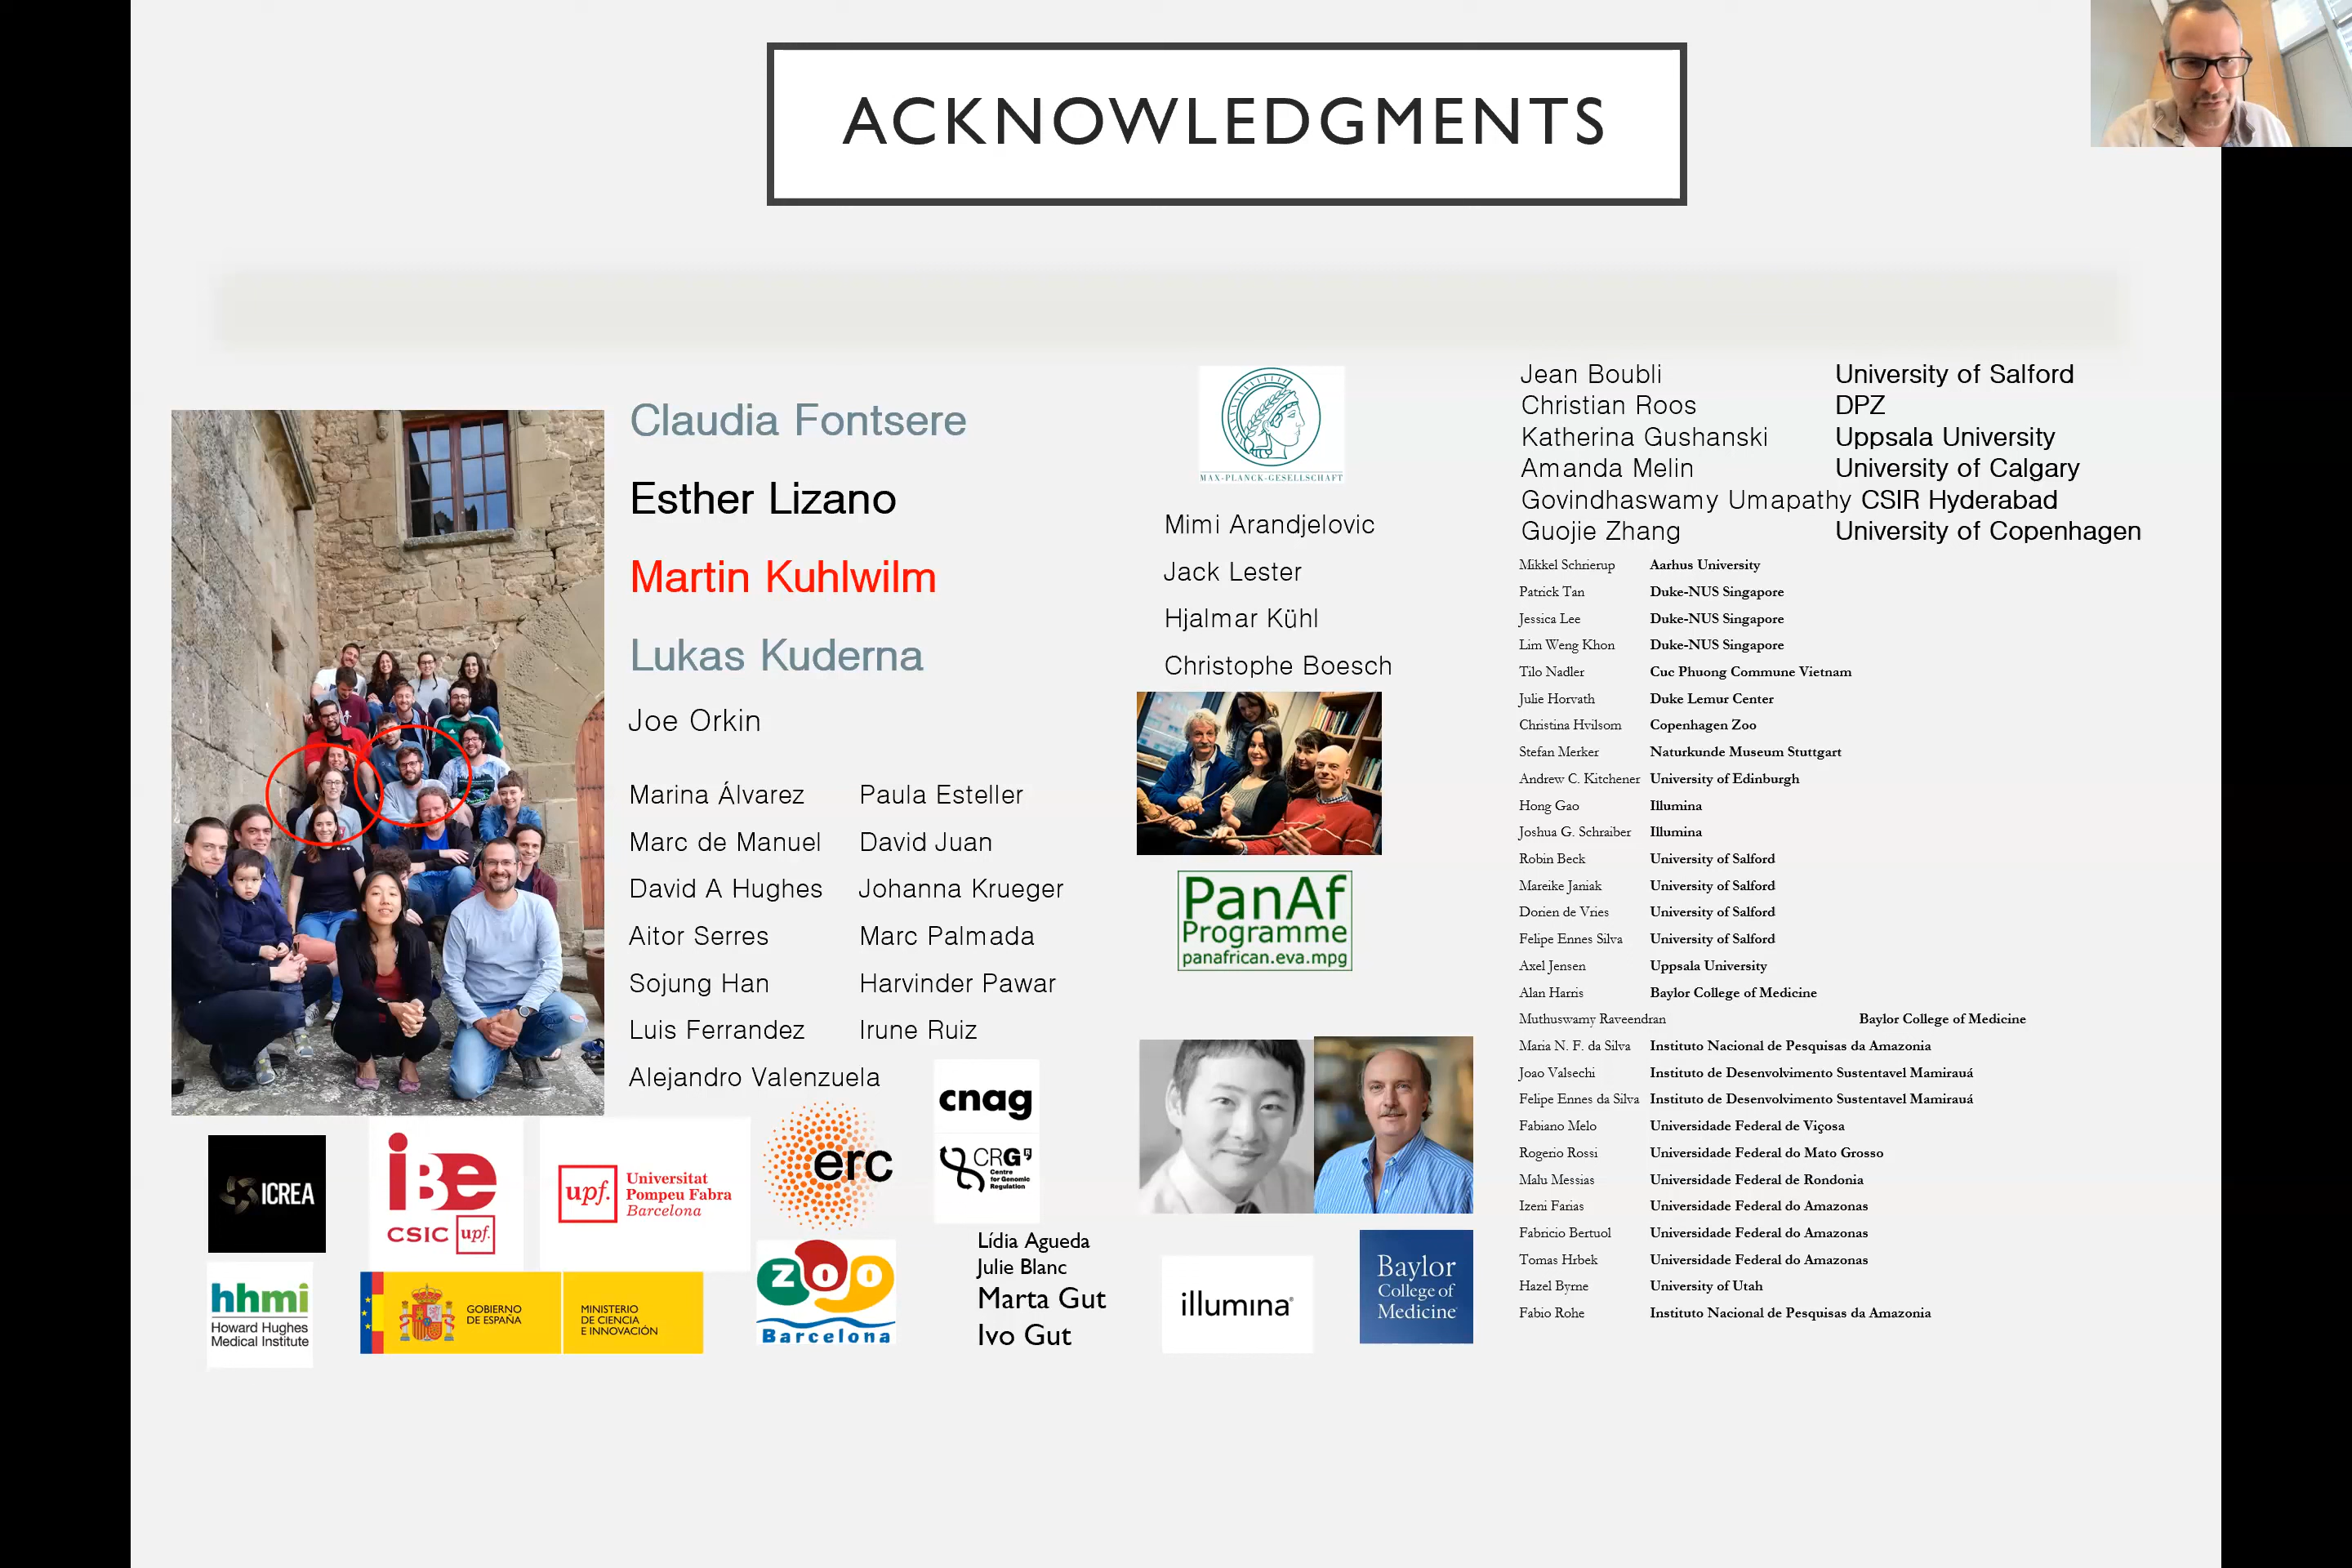 ACKNOWLEDGMENTS
Claudia Fontsere
Esther Lizano
Martin Kuhlwilm
Lukas Kuderna
Joe Orkin
Marina Álvarez
Marc de Manuel
David A Hughes
Aitor Serres
Sojung Han
Luis Ferrandez
Alejandro Valenzuela
Paula Esteller
David Juan
Johanna Krueger
Marc Palmada
Harvinder Pawar
Irune Ruiz
ICREA
iBe
CSIC upf.
upf. Universitat
Pompeu Fabra
Barcelona
erc
cnag
CRG
Centre
for Genomic
Regulation
hhmi
Howard Hughes
Medical Institute
GOBIERNO
DE ESPAÑA
MINISTERIO
DE CIENCIA
E INNOVACIÓN
zoo
Barcelona
Lídia Agueda
Julie Blanc
Marta Gut
Ivo Gut
MAX-PLANCK-GESELLSCHAFT
Mimi Arandjelovic
Jack Lester
Hjalmar Kühl
Christophe Boesch
PanAf
Programme
panafrican.eva.mpg
illumina®
Baylor
College of
Medicine
Jean Boubli University of Salford
Christian Roos DPZ
Katherina Gushanski Uppsala University
Amanda Melin University of Calgary
Govindhaswamy Umapathy CSIR Hyderabad
Guojie Zhang University of Copenhagen
Mikkel Schrierup Aarhus University
Patrick Tan Duke-NUS Singapore
Jessica Lee Duke-NUS Singapore
Lim Weng Khon Duke-NUS Singapore
Tilo Nadler Cuc Phuong Commune Vietnam
Julie Horvath Duke Lemur Center
Christina Hvilsom Copenhagen Zoo
Stefan Merker Naturkunde Museum Stuttgart
Andrew C. Kitchener University of Edinburgh
Hong Gao Illumina
Joshua G. Schraiber Illumina
Robin Beck University of Salford
Mareike Janiak University of Salford
Dorien de Vries University of Salford
Felipe Ennes Silva University of Salford
Axel Jensen Uppsala University
Alan Harris Baylor College of Medicine
Muthuswamy Raveendran Baylor College of Medicine
Maria N. F. da Silva Instituto Nacional de Pesquisas da Amazonia
Joao Valsechi Instituto de Desenvolvimento Sustentavel Mamirauá
Felipe Ennes da Silva Instituto de Desenvolvimento Sustentavel Mamirauá
Fabiano Melo Universidade Federal de Viçosa
Rogerio Rossi Universidade Federal do Mato Grosso
Malu Messias Universidade Federal de Rondonia
Izeni Farias Universidade Federal do Amazonas
Fabricio Bertuol Universidade Federal do Amazonas
Tomas Hrbek Universidade Federal do Amazonas
Hazel Byrne University of Utah
Fabio Rohe Instituto Nacional de Pesquisas da Amazonia